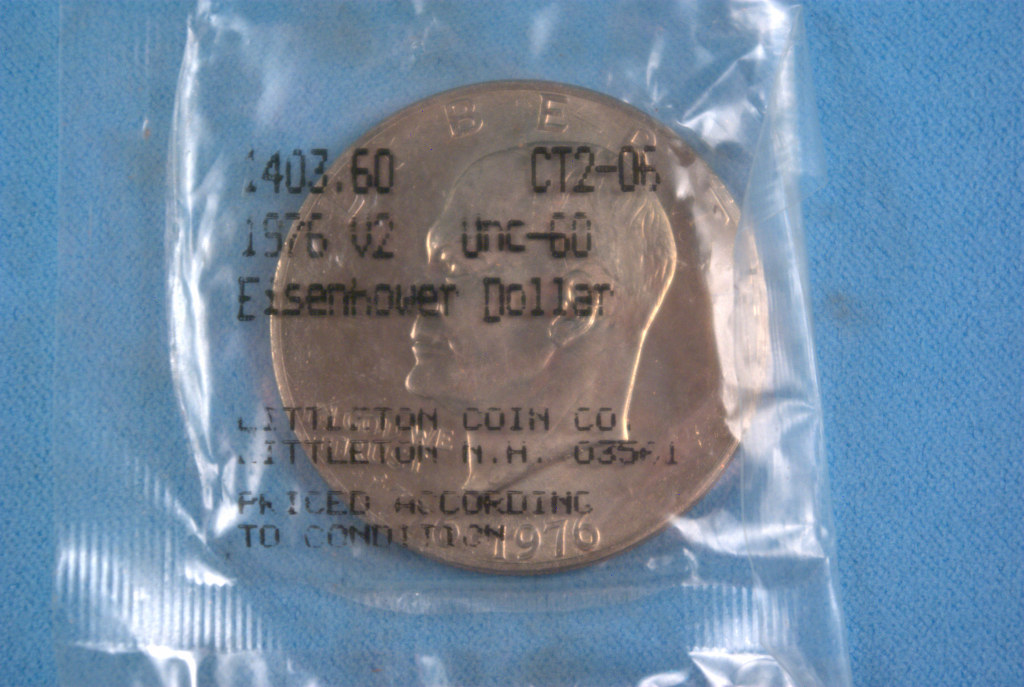 1403.60 CT2-06
1976 V2 Unc-60
Eisenhower Dollar
LITTLETON COIN CO.
LITTLETON N.H. 03561
PRICED ACCORDING
TO CONDITION
1976